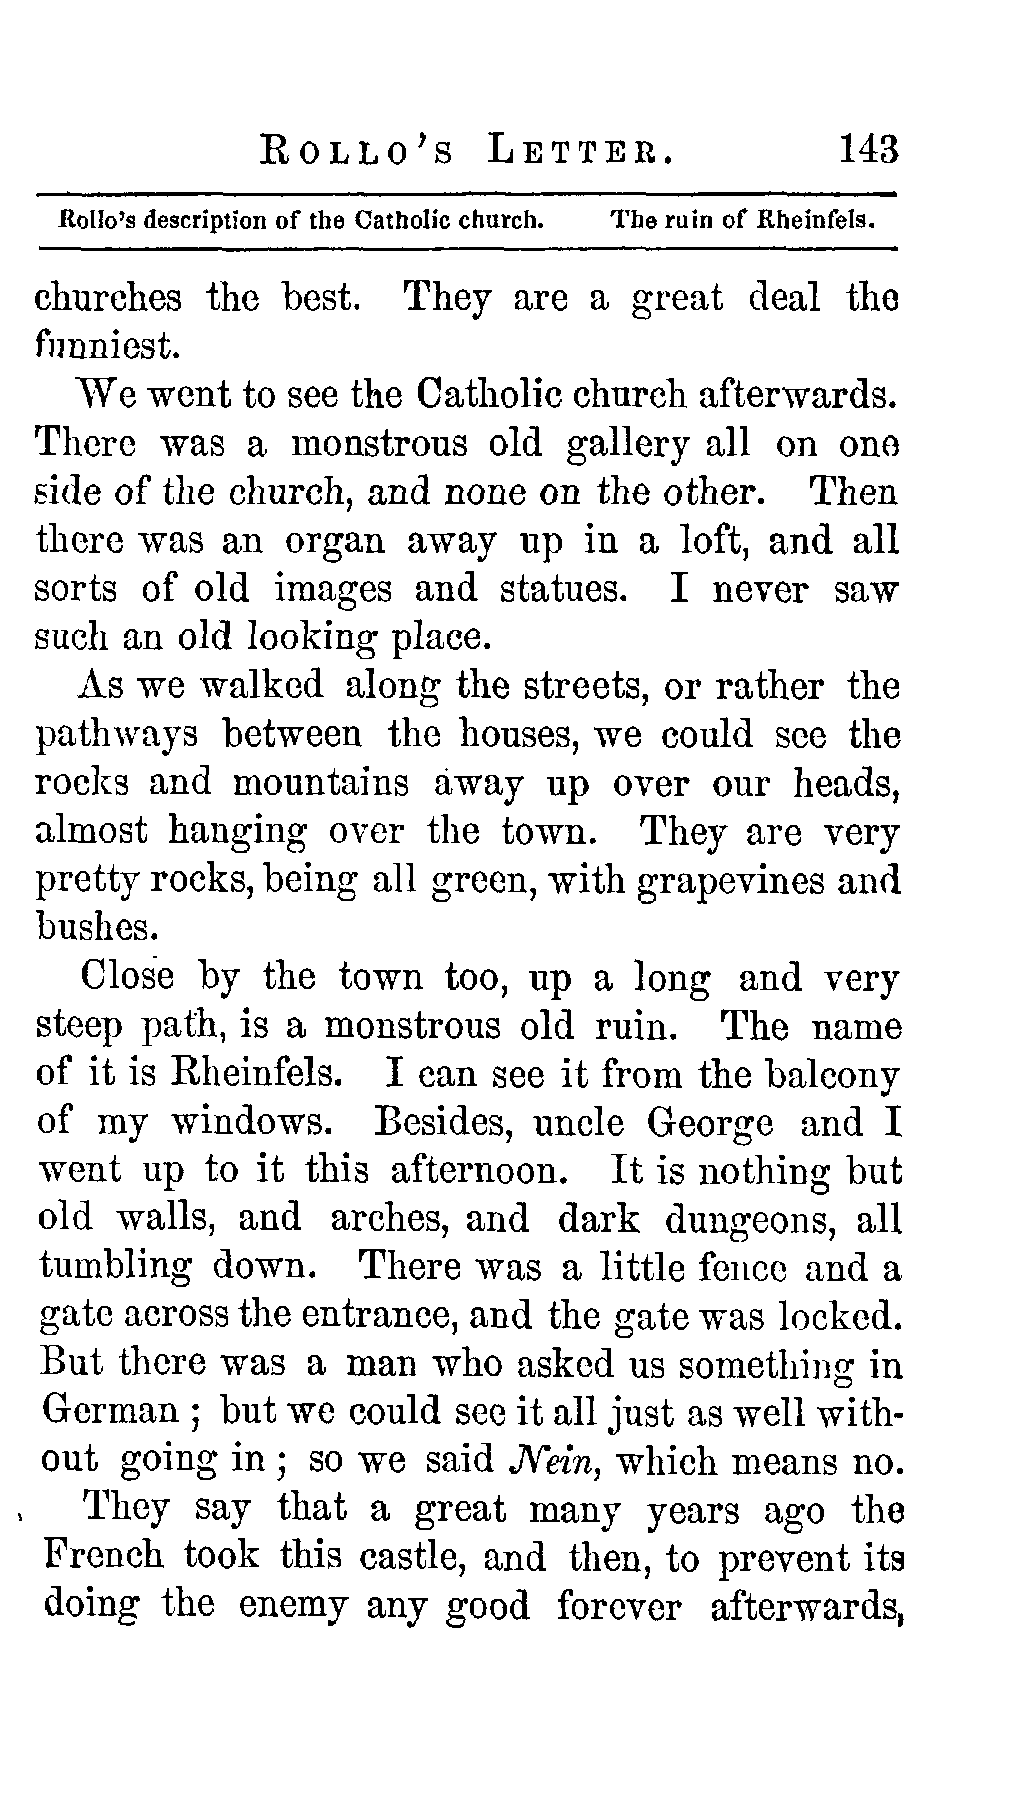 ROLLO'S LETTER. 143
Rollo's description of the Catholic church. The ruin of Rheinfels.
churches the best. They are a great deal the
funniest.
We went to see the Catholic church afterwards.
There was a monstrous old gallery all on one
side of the church, and none on the other. Then
there was an organ away up in a loft, and all
sorts of old images and statues. I never saw
such an old looking place.
As we walked along the streets, or rather the
pathways between the houses, we could see the
rocks and mountains away up over our heads,
almost hanging over the town. They are very
pretty rocks, being all green, with grapevines and
bushes.
Close by the town too, up a long and very
steep path, is a monstrous old ruin. The name
of it is Rheinfels. I can see it from the balcony
of my windows. Besides, uncle George and I
went up to it this afternoon. It is nothing but
old walls, and arches, and dark dungeons, all
tumbling down. There was a little fence and a
gate across the entrance, and the gate was locked.
But there was a man who asked us something in
German; but we could see it all just as well with-
out going in; so we said Nein, which means no.
They say that a great many years ago the
French took this castle, and then, to prevent its
doing the enemy any good forever afterwards,